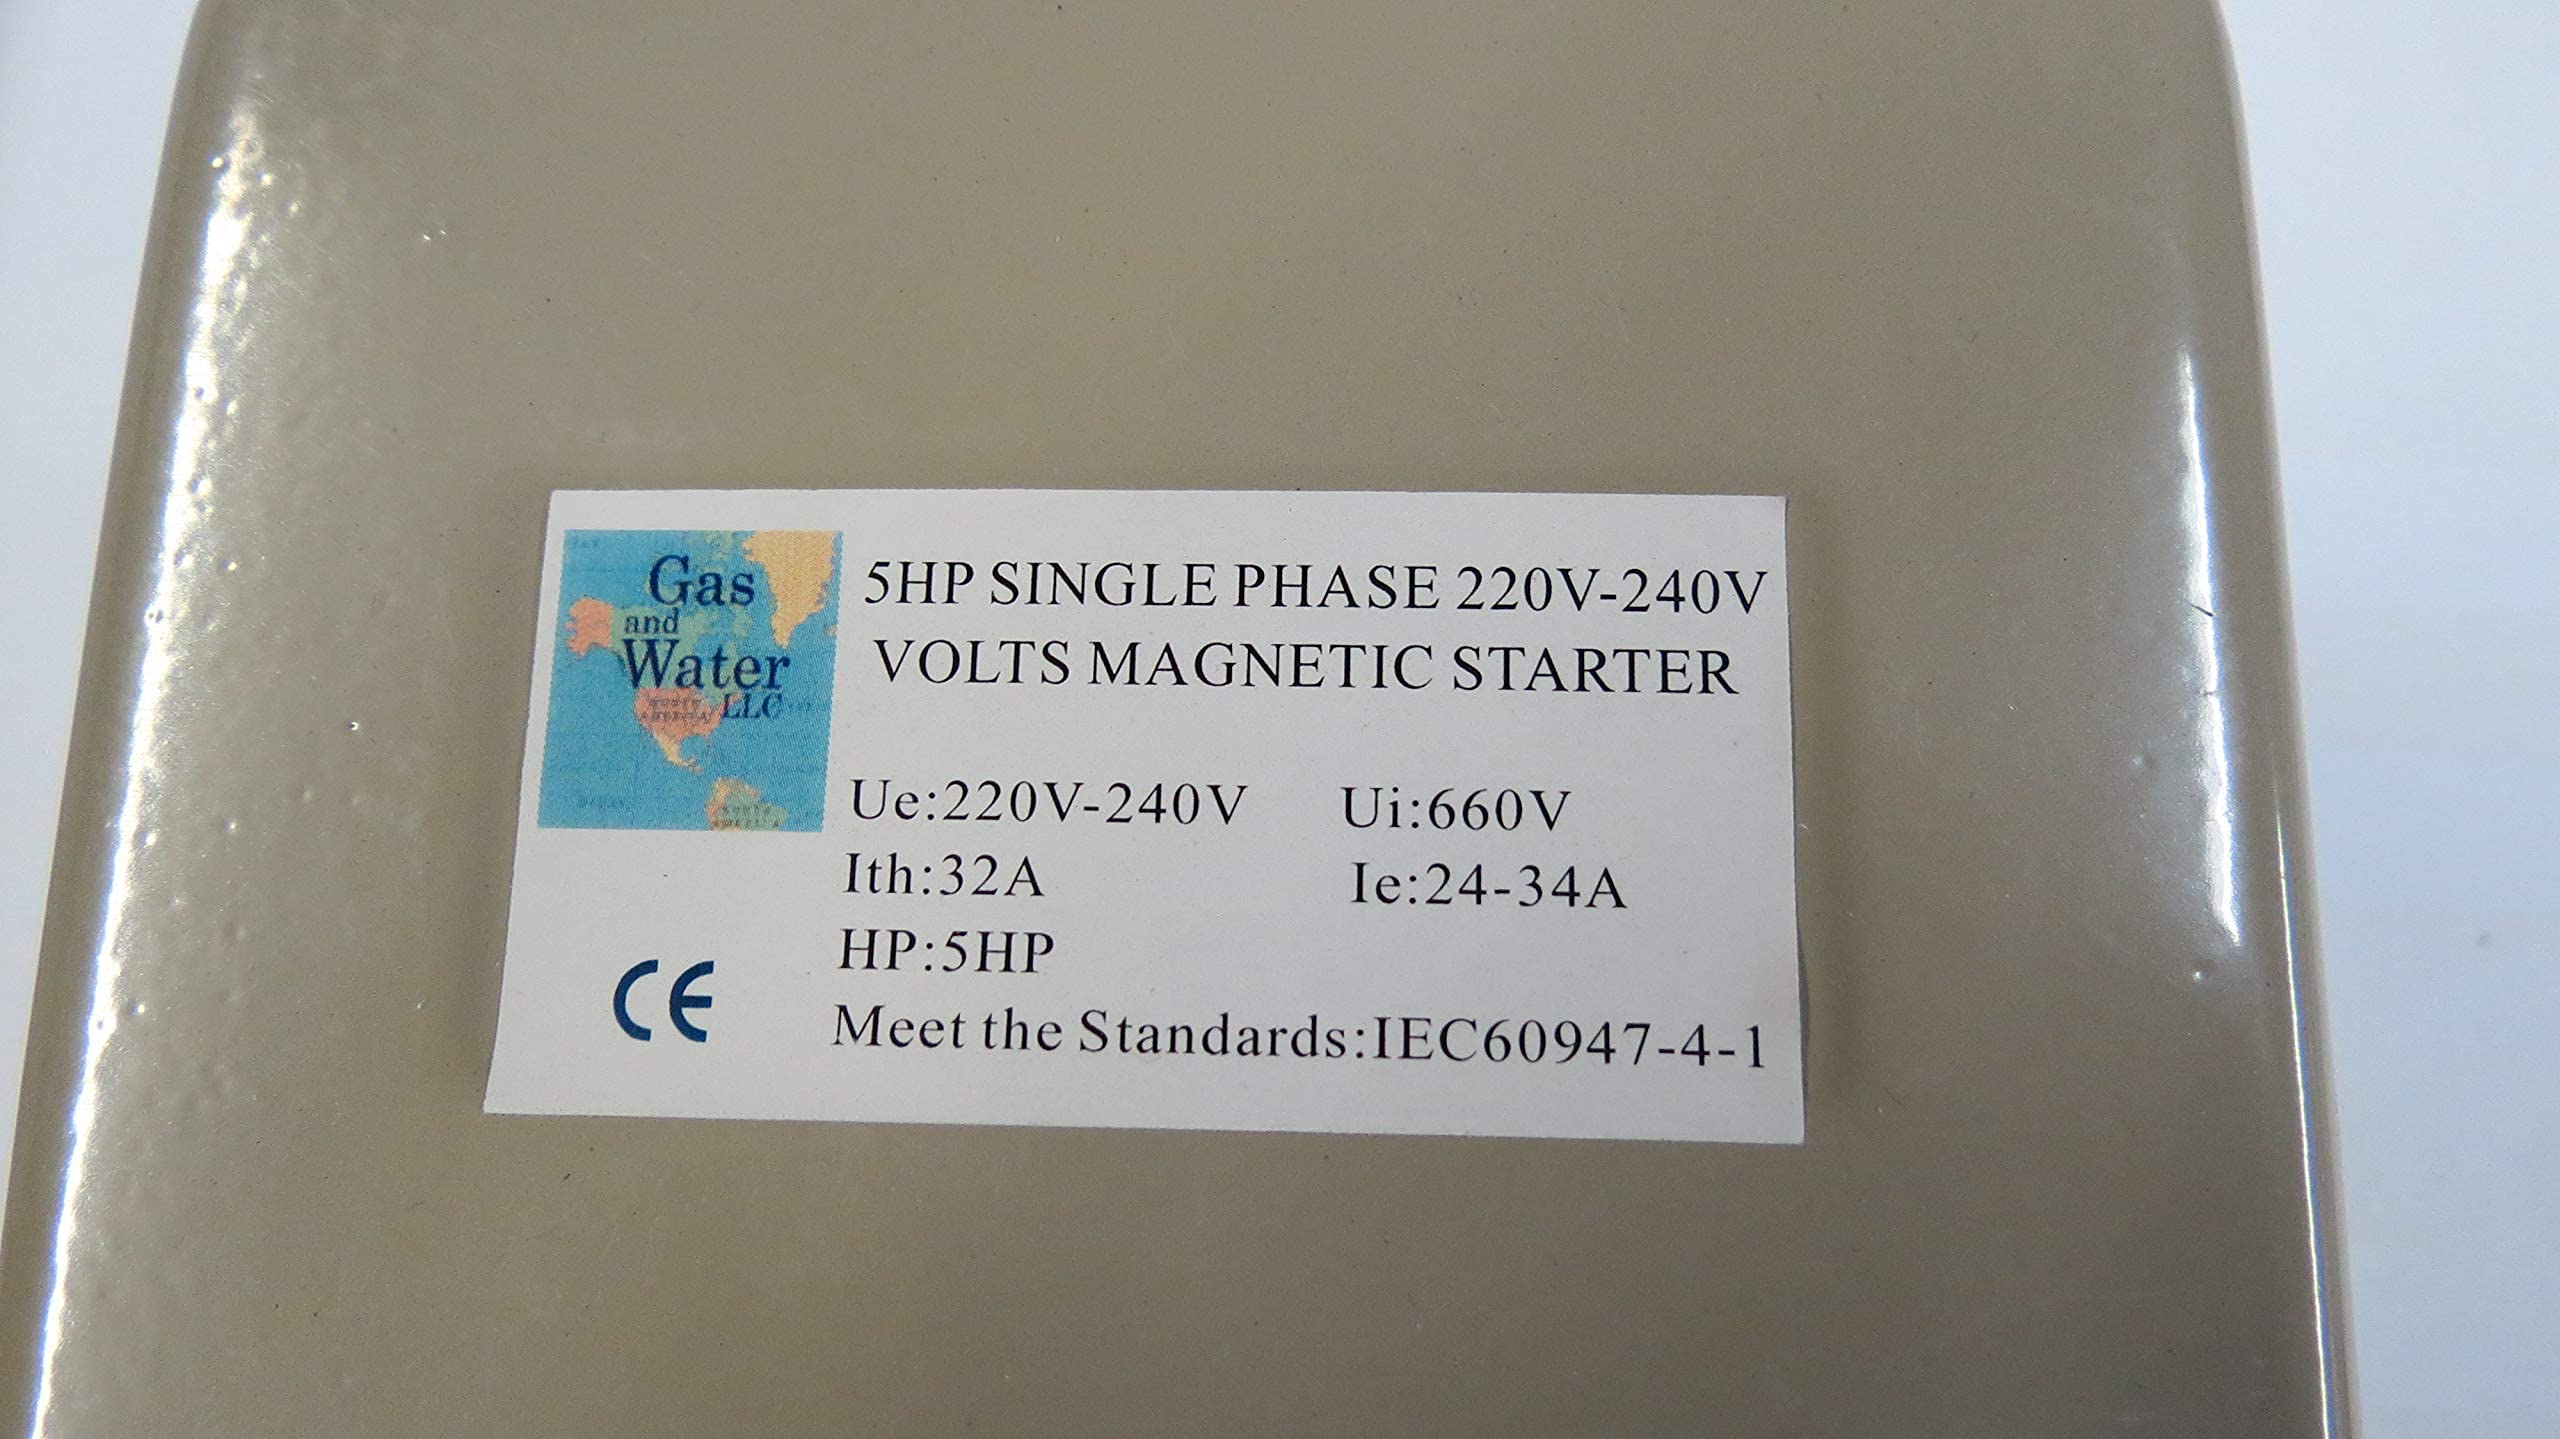 Gas
and
Water
LLC
5HP SINGLE PHASE 220V-240V
VOLTS MAGNETIC STARTER
Ue:220V-240V Ui:660V
Ith:32A Ie:24-34A
HP:5HP
CE
Meet the Standards:IEC60947-4-1